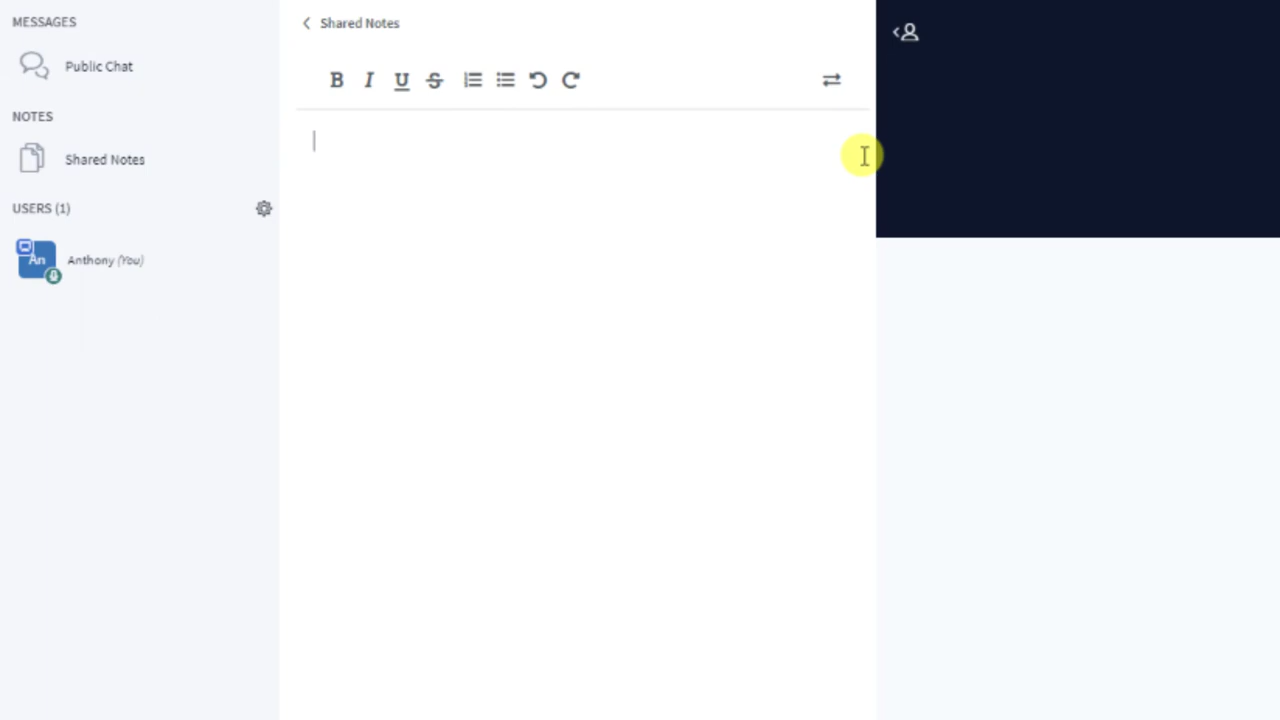 MESSAGES
Public Chat
NOTES
Shared Notes
USERS (1)
An
Anthony (You)
Shared Notes
B I U S